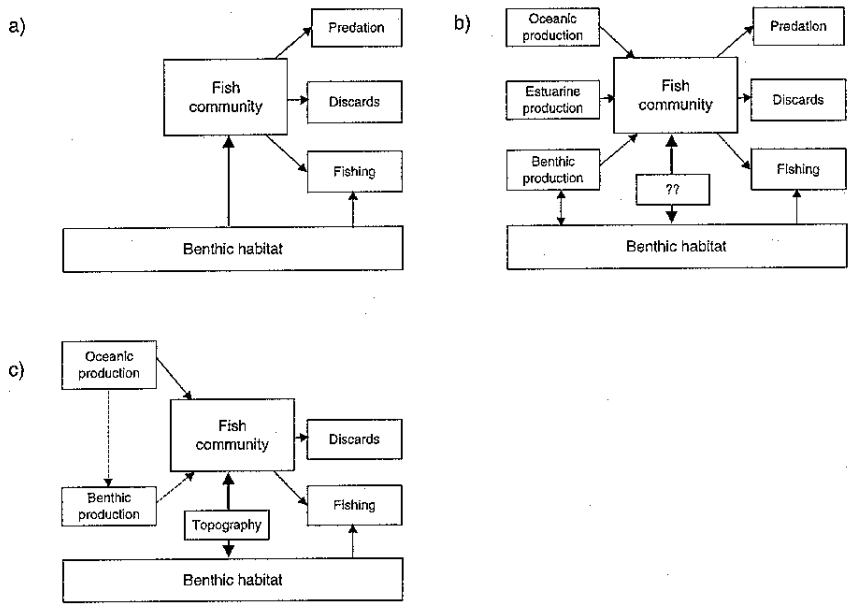 a)
Predation
Fish
community
Discards
Fishing
Benthic habitat
b)
Oceanic
production
Predation
Fish
community
Estuarine
production
Discards
Benthic
production
Fishing
??
Benthic habitat
c)
Oceanic
production
Fish
community
Discards
Benthic
production
Fishing
Topography
Benthic habitat